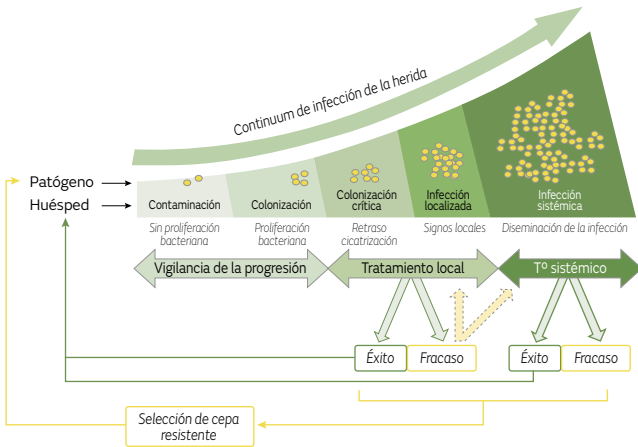 Continuum de infección de la herida
Patógeno
Huésped
Contaminación
Colonización
Colonización
crítica
Infección
localizada
Infección
sistémica
Sin proliferación
bacteriana
Proliferación
bacteriana
Retraso
cicatrización
Signos locales
Diseminación de la infección
Vigilancia de la progresión
Tratamiento local
Tº sistémico
Éxito
Fracaso
Éxito
Fracaso
Selección de cepa
resistente